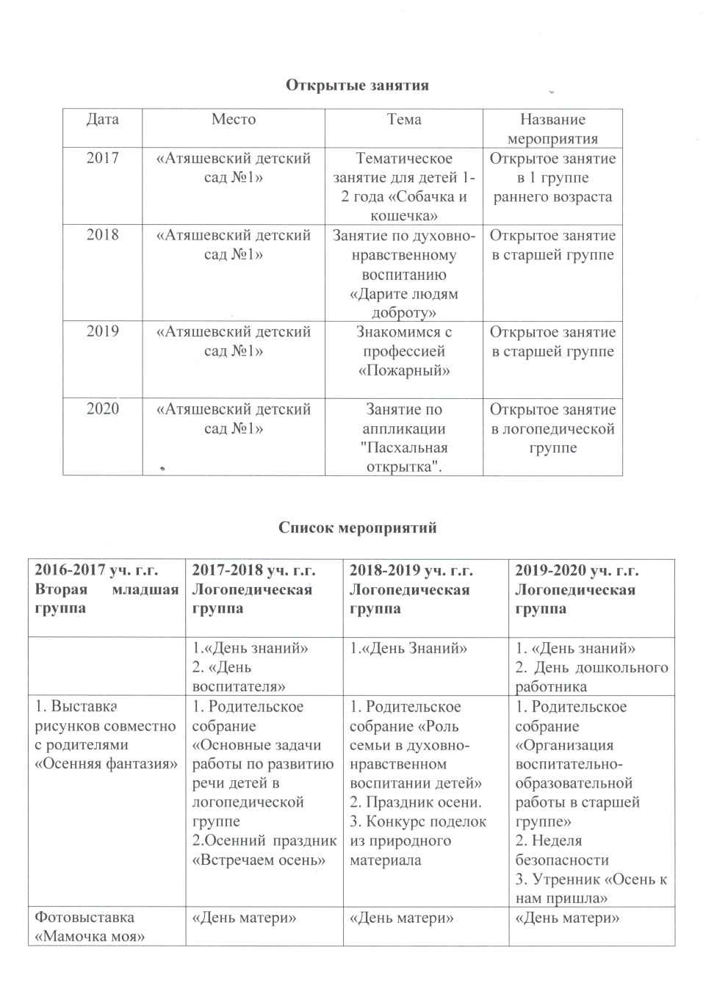 Открытые занятия
Дата
Место
Тема
Название
мероприятия
2017
«Атяшевский детский
сад №1»
Тематическое
занятие для детей 1-
2 года «Собачка и
кошечка»
Открытое занятие
в 1 группе
раннего возраста
2018
«Атяшевский детский
сад №1»
Занятие по духовно-
нравственному
воспитанию
«Дарите людям
доброту»
Открытое занятие
в старшей группе
2019
«Атяшевский детский
сад №1»
Знакомимся с
профессией
«Пожарный»
Открытое занятие
в старшей группе
2020
«Атяшевский детский
сад №1»
Занятие по
аппликации
"Пасхальная
открытка".
Открытое занятие
в логопедической
группе
Список мероприятий
2016-2017 уч. г.г.
Вторая младшая
группа
2017-2018 уч. г.г.
Логопедическая
группа
2018-2019 уч. г.г.
Логопедическая
группа
2019-2020 уч. г.г.
Логопедическая
группа
1.«День знаний»
2. «День
воспитателя»
1.«День Знаний»
1. «День знаний»
2. День дошкольного
работника
1. Выставка
рисунков совместно
с родителями
«Осенняя фантазия»
1. Родительское
собрание
«Основные задачи
работы по развитию
речи детей в
логопедической
группе
2.Осенний праздник
«Встречаем осень»
1. Родительское
собрание «Роль
семьи в духовно-
нравственном
воспитании детей»
2. Праздник осени.
3. Конкурс поделок
из природного
материала
1. Родительское
собрание
«Организация
воспитательно-
образовательной
работы в старшей
группе»
2. Неделя
безопасности
3. Утренник «Осень к
нам пришла»
Фотовыставка
«Мамочка моя»
«День матери»
«День матери»
«День матери»